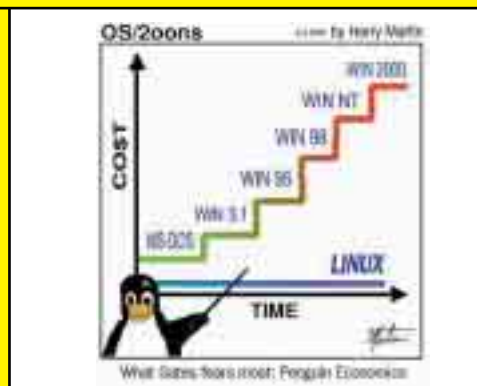 OS/2oons
by Harry Martin
WIN 2000
WIN NT
WIN 98
WIN 95
WIN 3.1
MS-DOS
COST
LINUX
TIME
What Gates fears most: Penguin Economics